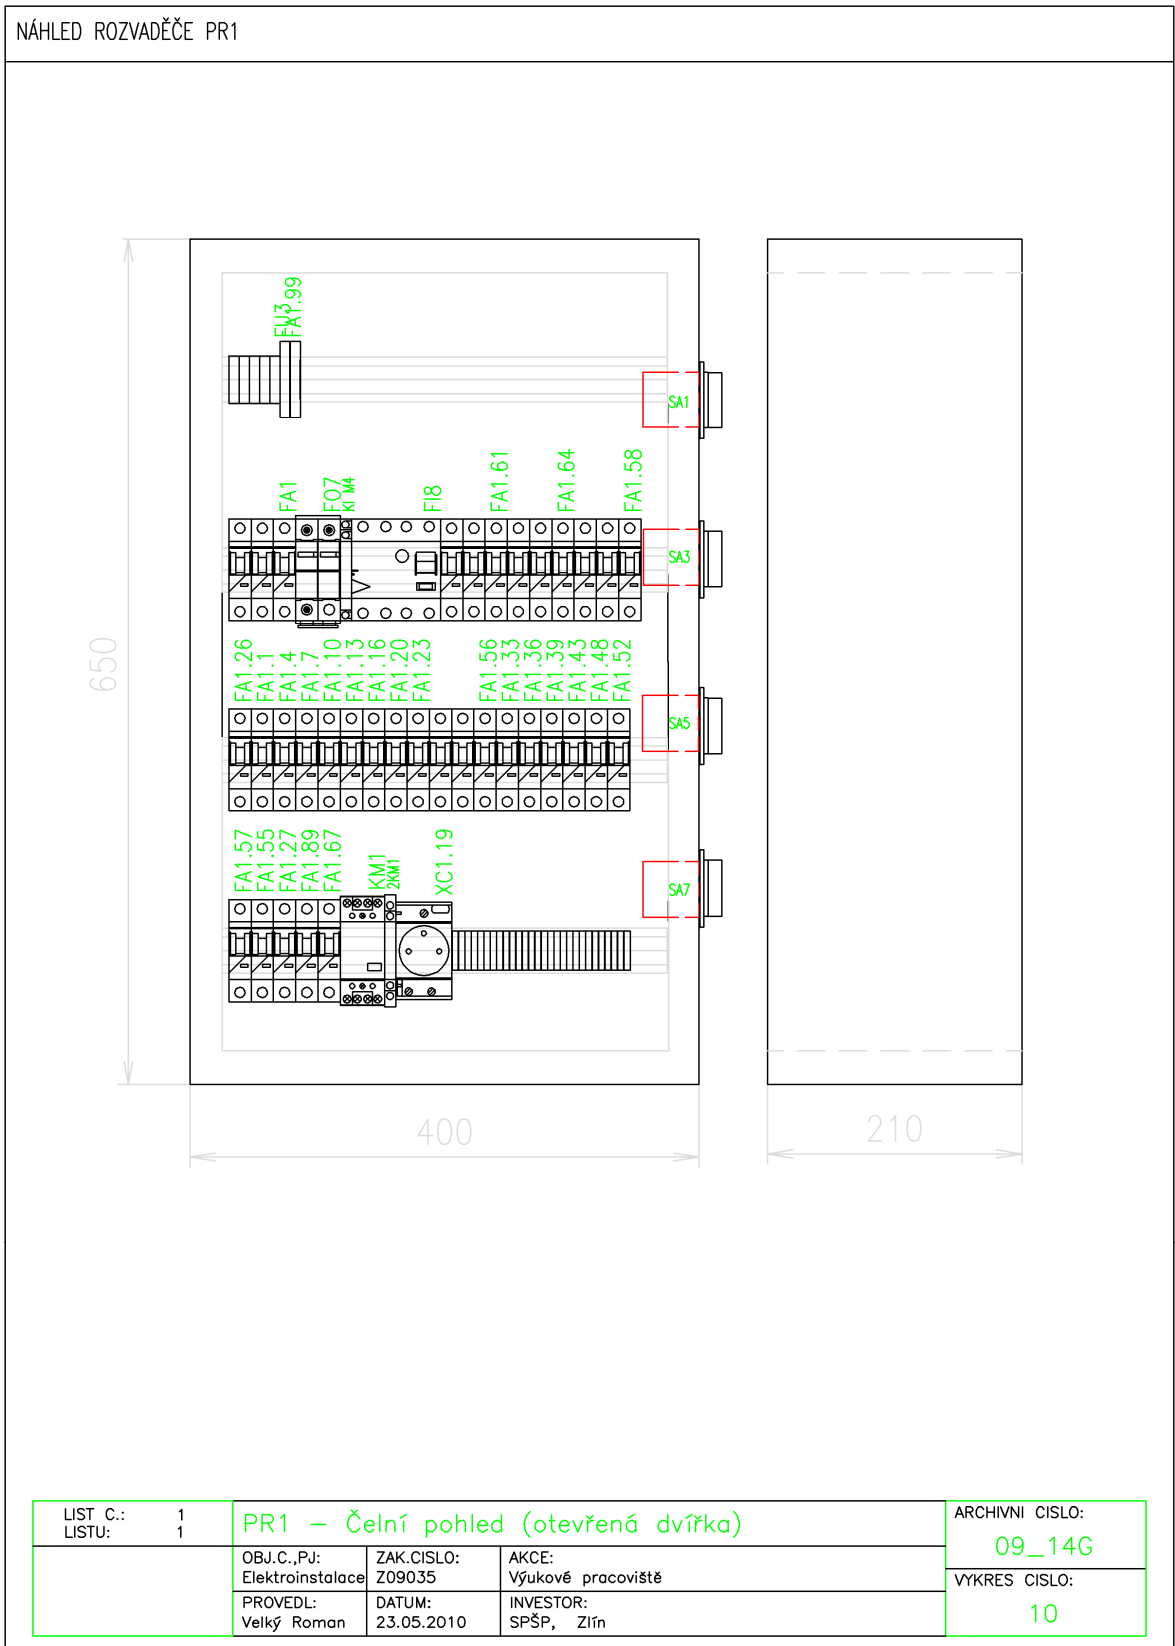 NÁHLED ROZVADĚČE PR1
FU3
FA1.99
SA1
FA1
FO7
KI M4
FI8
FA1.61
FA1.64
FA1.58
SA3
650
FA1.26
FA1.1
FA1.4
FA1.7
FA1.10
FA1.13
FA1.16
FA1.20
FA1.23
FA1.56
FA1.33
FA1.36
FA1.39
FA1.43
FA1.48
FA1.52
SA5
FA1.57
FA1.55
FA1.27
FA1.89
FA1.67
KM1
2KM1
XC1.19
SA7
400
210
LIST C.: 1
LISTU: 1
PR1 – Čelní pohled (otevřená dvířka)
ARCHIVNI CISLO:
09_14G
OBJ.C.,PJ:
Elektroinstalace
ZAK.CISLO:
Z09035
AKCE:
Výukové pracoviště
VYKRES CISLO:
10
PROVEDL:
Velký Roman
DATUM:
23.05.2010
INVESTOR:
SPŠP, Zlín